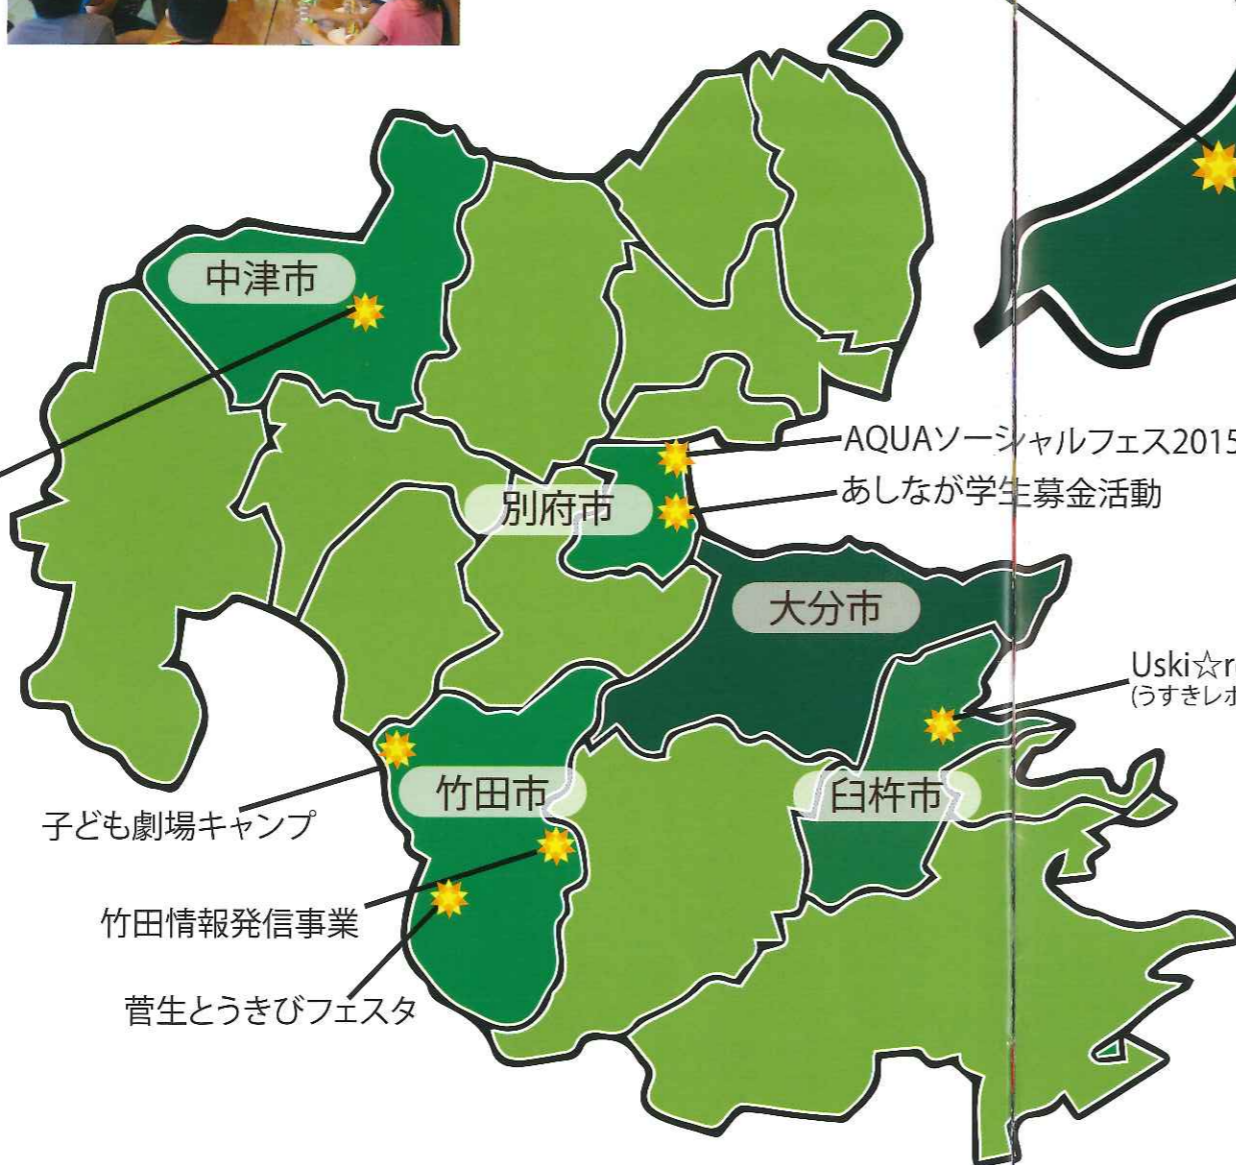 中津市
AQUAソーシャルフェス2015
あしなが学生募金活動
別府市
大分市
Uski☆r
(うすきレポ
竹田市
臼杵市
子ども劇場キャンプ
竹田情報発信事業
菅生とうきびフェスタ